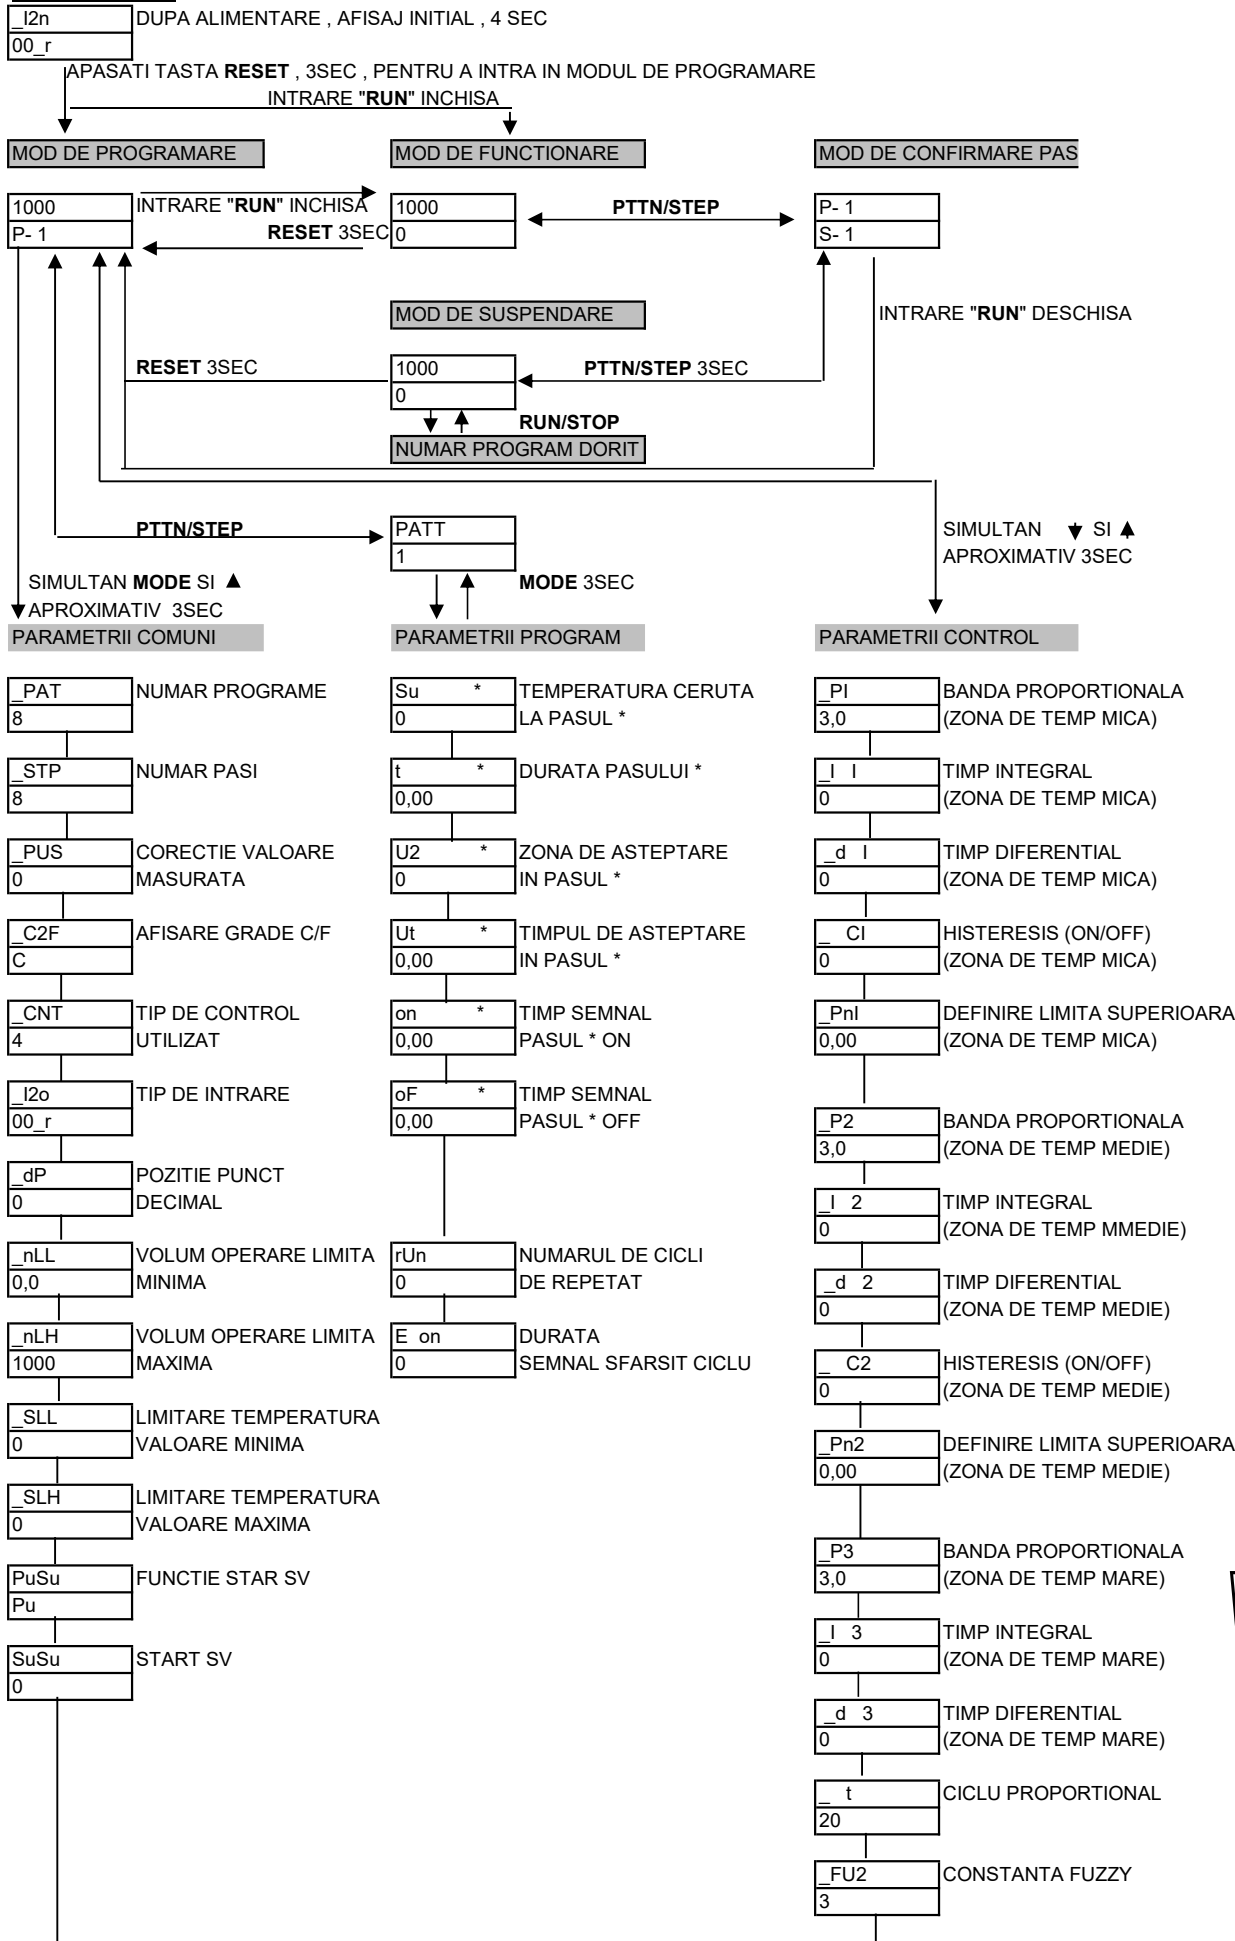 _I2n
DUPA ALIMENTARE , AFISAJ INITIAL , 4 SEC
00_r
APASATI TASTA RESET , 3SEC , PENTRU A INTRA IN MODUL DE PROGRAMARE
INTRARE "RUN" INCHISA
MOD DE PROGRAMARE
MOD DE FUNCTIONARE
MOD DE CONFIRMARE PAS
1000
P- 1
INTRARE "RUN" INCHISA
RESET 3SEC
1000
0
PTTN/STEP
P- 1
S- 1
MOD DE SUSPENDARE
INTRARE "RUN" DESCHISA
RESET 3SEC
1000
0
PTTN/STEP 3SEC
RUN/STOP
NUMAR PROGRAM DORIT
PTTN/STEP
PATT
1
SIMULTAN ▼ SI ▲
APROXIMATIV 3SEC
SIMULTAN MODE SI ▲
APROXIMATIV 3SEC
MODE 3SEC
PARAMETRII COMUNI
_PAT
NUMAR PROGRAME
8
_STP
NUMAR PASI
8
_PUS
CORECTIE VALOARE
0
MASURATA
_C2F
AFISARE GRADE C/F
C
_CNT
TIP DE CONTROL
4
UTILIZAT
_I2o
TIP DE INTRARE
00_r
_dP
POZITIE PUNCT
0
DECIMAL
_nLL
VOLUM OPERARE LIMITA
0,0
MINIMA
_nLH
VOLUM OPERARE LIMITA
1000
MAXIMA
_SLL
LIMITARE TEMPERATURA
0
VALOARE MINIMA
_SLH
LIMITARE TEMPERATURA
0
VALOARE MAXIMA
PuSu
FUNCTIE STAR SV
Pu
SuSu
START SV
0
PARAMETRII PROGRAM
Su *
TEMPERATURA CERUTA
0
LA PASUL *
t *
DURATA PASULUI *
0,00
U2 *
ZONA DE ASTEPTARE
0
IN PASUL *
Ut *
TIMPUL DE ASTEPTARE
0,00
IN PASUL *
on *
TIMP SEMNAL
0,00
PASUL * ON
oF *
TIMP SEMNAL
0,00
PASUL * OFF
rUn
NUMARUL DE CICLI
0
DE REPETAT
E on
DURATA
0
SEMNAL SFARSIT CICLU
PARAMETRII CONTROL
_PI
BANDA PROPORTIONALA
3,0
(ZONA DE TEMP MICA)
_I I
TIMP INTEGRAL
0
(ZONA DE TEMP MICA)
_d I
TIMP DIFERENTIAL
0
(ZONA DE TEMP MICA)
_ CI
HISTERESIS (ON/OFF)
0
(ZONA DE TEMP MICA)
_PnI
DEFINIRE LIMITA SUPERIOARA
0,00
(ZONA DE TEMP MICA)
_P2
BANDA PROPORTIONALA
3,0
(ZONA DE TEMP MEDIE)
_I 2
TIMP INTEGRAL
0
(ZONA DE TEMP MMEDIE)
_d 2
TIMP DIFERENTIAL
0
(ZONA DE TEMP MEDIE)
_ C2
HISTERESIS (ON/OFF)
0
(ZONA DE TEMP MEDIE)
_Pn2
DEFINIRE LIMITA SUPERIOARA
0,00
(ZONA DE TEMP MEDIE)
_P3
BANDA PROPORTIONALA
3,0
(ZONA DE TEMP MARE)
_I 3
TIMP INTEGRAL
0
(ZONA DE TEMP MARE)
_d 3
TIMP DIFERENTIAL
0
(ZONA DE TEMP MARE)
_ t
CICLU PROPORTIONAL
20
_FU2
CONSTANTA FUZZY
3